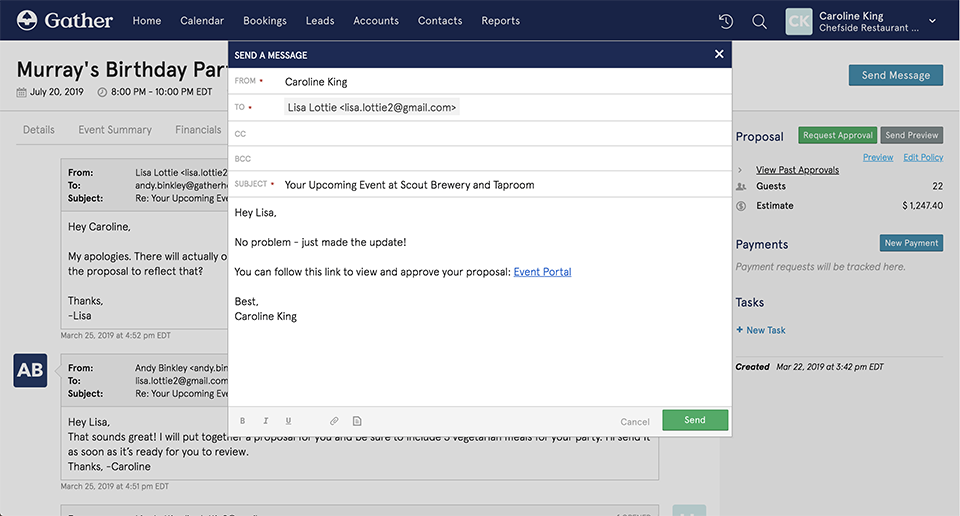 Gather Home Calendar Bookings Leads Accounts Contacts Reports
CK Caroline King
Chefside Restaurant ...
Murray's Birthday Par
July 20, 2019 8:00 PM - 10:00 PM EDT
Send Message
Details Event Summary Financials
From: Lisa Lottie <lisa.lottie2
To: andy.binkley@gatherh
Subject: Re: Your Upcoming Eve
Hey Caroline,
My apologies. There will actually o
the proposal to reflect that?
Thanks,
-Lisa
March 25, 2019 at 4:52 pm EDT
AB
From: Andy Binkley <andy.bin
To: lisa.lottie2@gmail.com
Subject: Re: Your Upcoming Eve
Hey Lisa,
That sounds great! I will put together a proposal for you and be sure to include 3 vegetarian meals for your party. I'll send it
as soon as it's ready for you to review.
Thanks, -Caroline
March 25, 2019 at 4:51 pm EDT
SEND A MESSAGE
FROM • Caroline King
TO • Lisa Lottie <lisa.lottie2@gmail.com>
CC
BCC
SUBJECT • Your Upcoming Event at Scout Brewery and Taproom
Hey Lisa,
No problem - just made the update!
You can follow this link to view and approve your proposal: Event Portal
Best,
Caroline King
B I U
Cancel Send
Proposal Request Approval Send Preview
Preview Edit Policy
View Past Approvals
Guests 22
Estimate $ 1,247.40
Payments New Payment
Payment requests will be tracked here.
Tasks
+ New Task
Created Mar 22, 2019 at 3:42 pm EDT